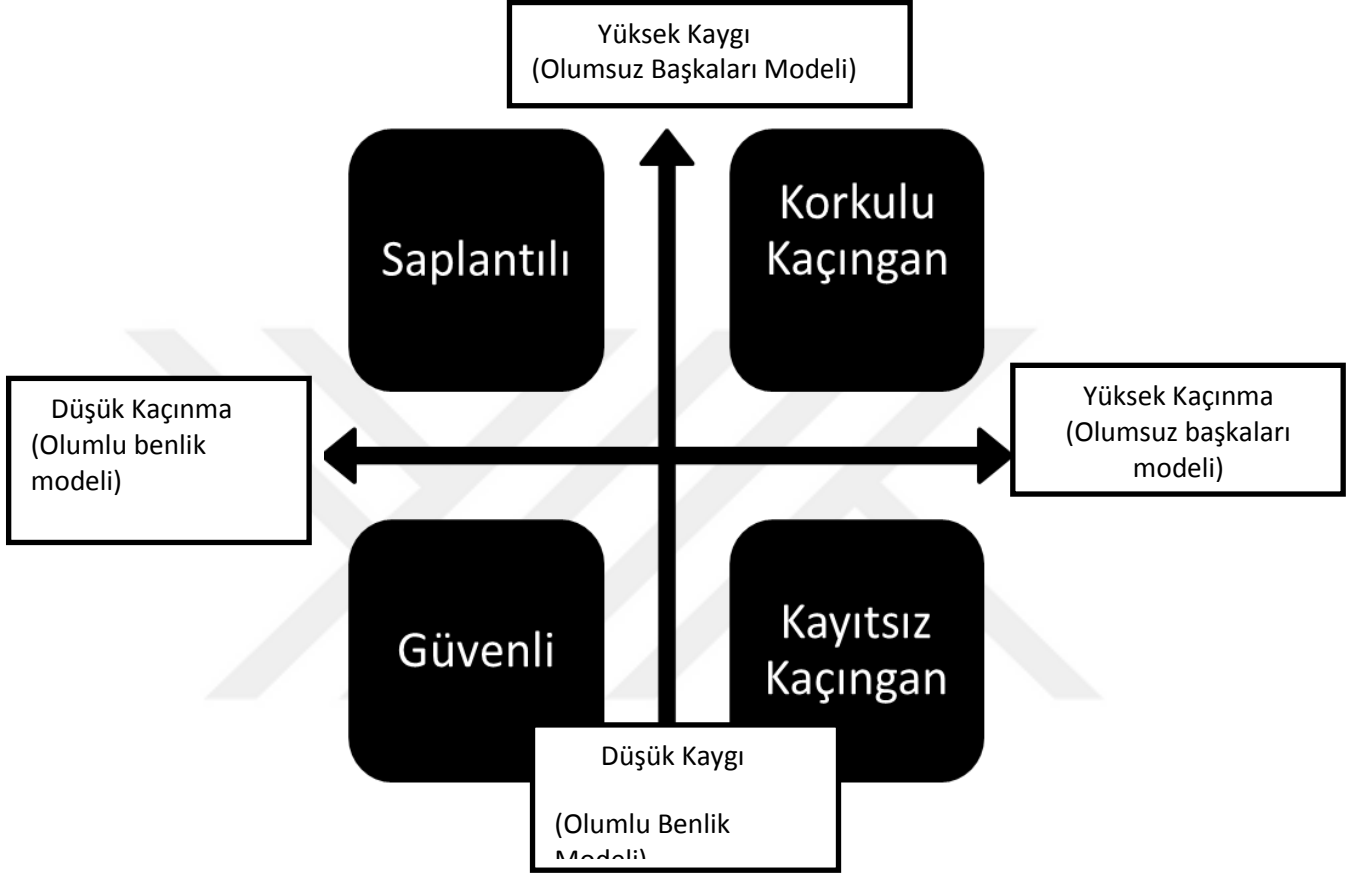 Yüksek Kaygı
(Olumsuz Başkaları Modeli)
Saplantılı
Korkulu
Kaçıngan
Düşük Kaçınma
(Olumlu benlik
modeli)
Yüksek Kaçınma
(Olumsuz başkaları
modeli)
Güvenli
Kayıtsız
Kaçıngan
Düşük Kaygı
(Olumlu Benlik
Modeli)